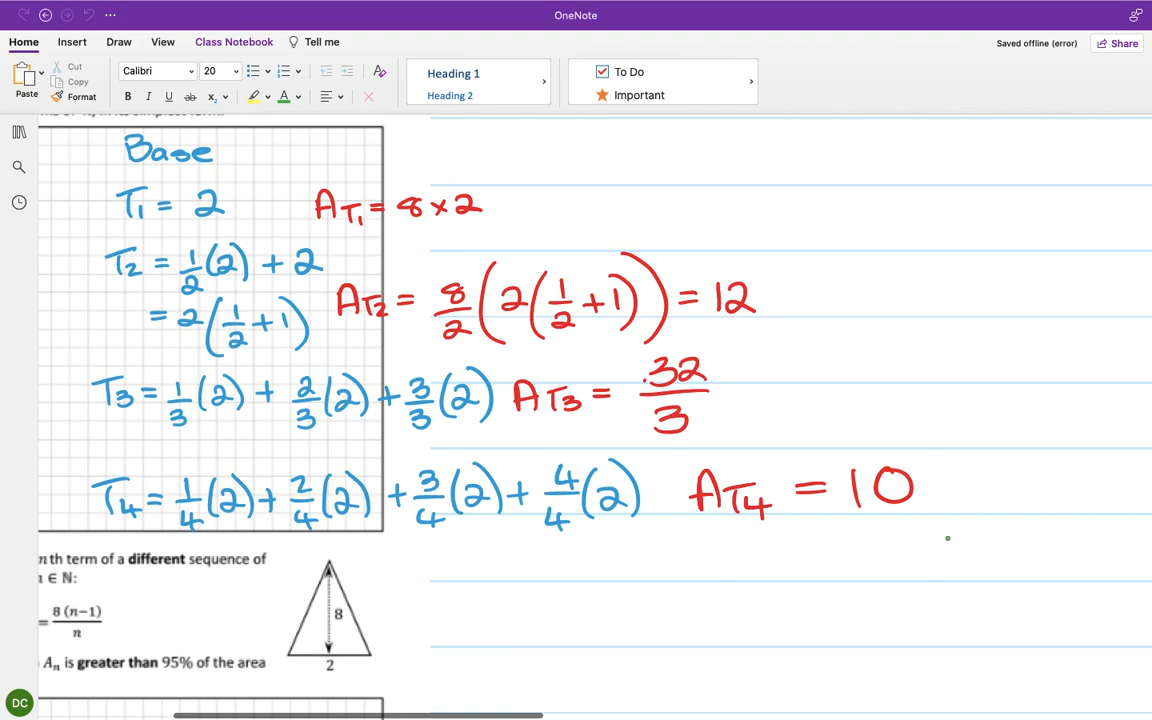 OneNote
Home Insert Draw View Class Notebook Tell me
Saved offline (error) Share
Paste Cut Copy Format
Calibri 20
B I U ab x₂ A
Heading 1
Heading 2
To Do
Important
Base
T₁ = 2
A_T₁ = 8 × 2
T₂ = 1/2 (2) + 2
= 2(1/2 + 1)
A_T₂ = 8/2 (2(1/2 + 1)) = 12
T₃ = 1/3 (2) + 2/3 (2) + 3/3 (2)
A_T₃ = 32/3
T₄ = 1/4 (2) + 2/4 (2) + 3/4 (2) + 4/4 (2)
A_T₄ = 10
th term of a different sequence of
∈ ℕ:
= 8 (n−1)/n
Aₙ is greater than 95% of the area
8
2
DC